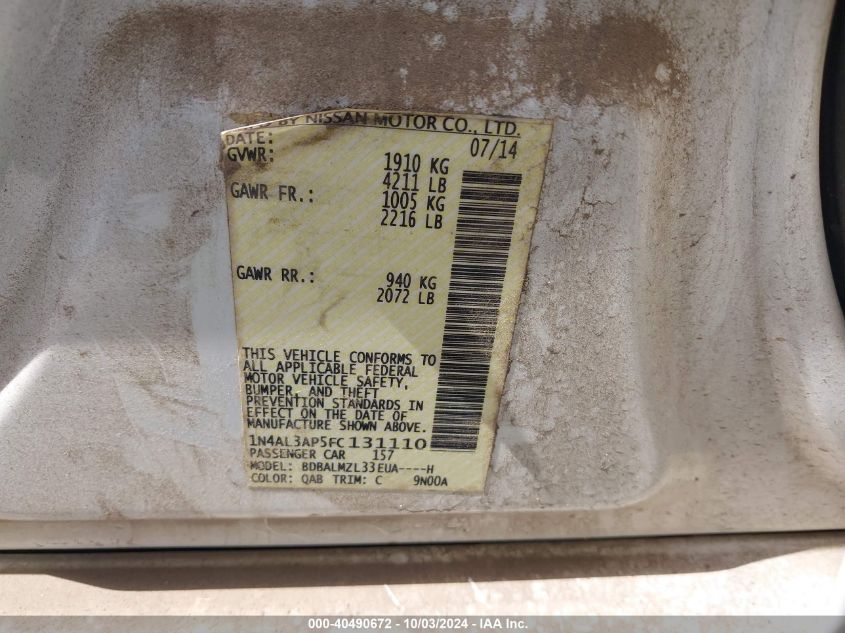 BY NISSAN MOTOR CO., LTD.
DATE: 07/14
GVWR: 1910 KG
4211 LB
GAWR FR.: 1005 KG
2216 LB
GAWR RR.: 940 KG
2072 LB
THIS VEHICLE CONFORMS TO
ALL APPLICABLE FEDERAL
MOTOR VEHICLE SAFETY,
BUMPER, AND THEFT
PREVENTION STANDARDS IN
EFFECT ON THE DATE OF
MANUFACTURE SHOWN ABOVE.
1N4AL3AP5FC131110
PASSENGER CAR 157
MODEL: BDBALMZL33EUA----H
COLOR: QAB TRIM: C 9N00A
000-40490672 - 10/03/2024 - IAA Inc.